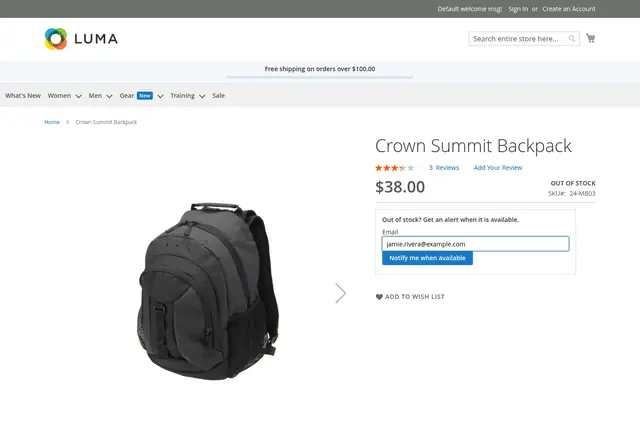 Default welcome msg! Sign In or Create an Account
LUMA
Search entire store here...
Free shipping on orders over $100.00
What's New Women Men Gear New Training Sale
Home Crown Summit Backpack
Crown Summit Backpack
3 Reviews Add Your Review
$38.00
OUT OF STOCK
SKU#: 24-MB03
Out of stock? Get an alert when it is available.
Email
jamie.rivera@example.com
Notify me when available
ADD TO WISH LIST